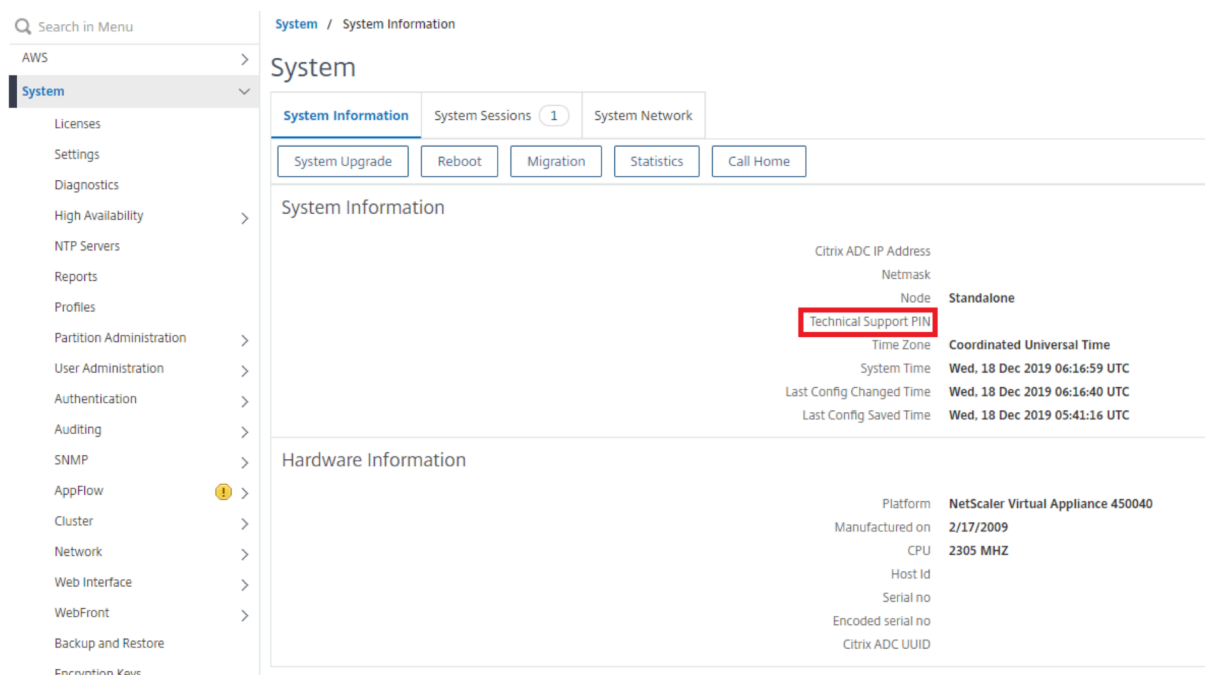 Search in Menu
AWS
System
Licenses
Settings
Diagnostics
High Availability
NTP Servers
Reports
Profiles
Partition Administration
User Administration
Authentication
Auditing
SNMP
AppFlow
Cluster
Network
Web Interface
WebFront
Backup and Restore
Encryption Keys
System / System Information
System
System Information System Sessions 1 System Network
System Upgrade Reboot Migration Statistics Call Home
System Information
Citrix ADC IP Address
Netmask
Node Standalone
Technical Support PIN
Time Zone Coordinated Universal Time
System Time Wed, 18 Dec 2019 06:16:59 UTC
Last Config Changed Time Wed, 18 Dec 2019 06:16:40 UTC
Last Config Saved Time Wed, 18 Dec 2019 05:41:16 UTC
Hardware Information
Platform NetScaler Virtual Appliance 450040
Manufactured on 2/17/2009
CPU 2305 MHZ
Host Id
Serial no
Encoded serial no
Citrix ADC UUID